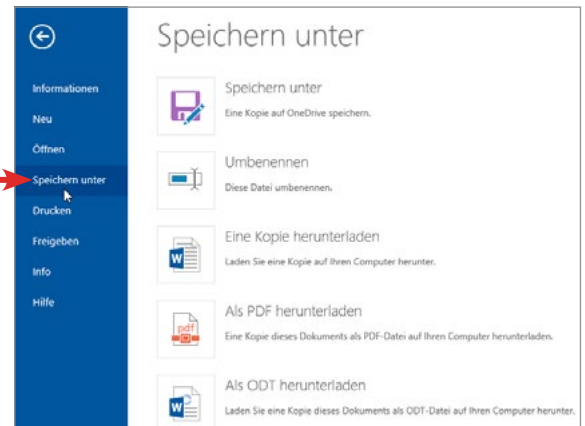 Speichern unter
Informationen
Neu
Öffnen
Speichern unter
Drucken
Freigeben
Info
Hilfe
Speichern unter
Eine Kopie auf OneDrive speichern.
Umbenennen
Diese Datei umbenennen.
Eine Kopie herunterladen
Laden Sie eine Kopie auf Ihren Computer herunter.
pdf
Als PDF herunterladen
Eine Kopie dieses Dokuments als PDF-Datei auf Ihren Computer herunterladen.
Als ODT herunterladen
Laden Sie eine Kopie dieses Dokuments als ODT-Datei auf Ihren Computer herunter.